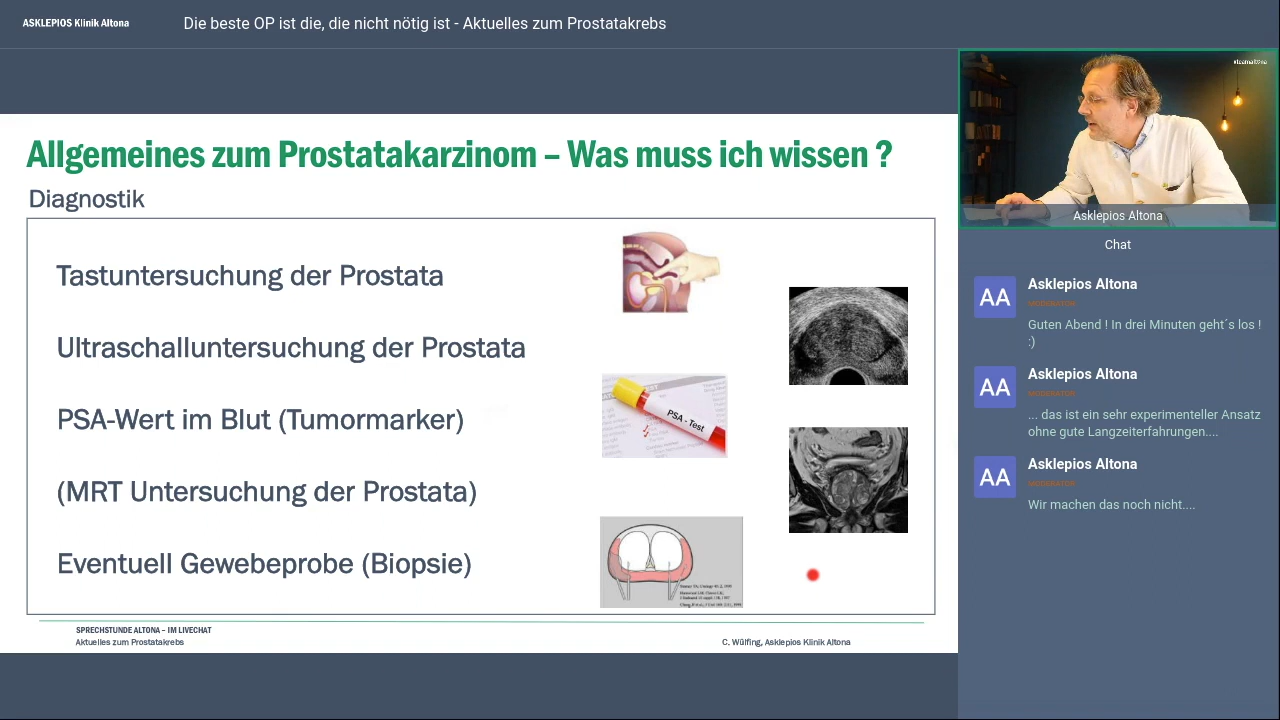 ASKLEPIOS Klinik Altona
Die beste OP ist die, die nicht nötig ist - Aktuelles zum Prostatakrebs
Allgemeines zum Prostatakarzinom – Was muss ich wissen ?
Diagnostik
Tastuntersuchung der Prostata
Ultraschalluntersuchung der Prostata
PSA-Wert im Blut (Tumormarker)
(MRT Untersuchung der Prostata)
Eventuell Gewebeprobe (Biopsie)
PSA - Test
SPRECHSTUNDE ALTONA – IM LIVECHAT
Aktuelles zum Prostatakrebs
C. Wülfing, Asklepios Klinik Altona
#teamaltona
Asklepios Altona
Chat
AA
Asklepios Altona
MODERATOR
Guten Abend ! In drei Minuten geht´s los !
:)
AA
Asklepios Altona
MODERATOR
... das ist ein sehr experimenteller Ansatz
ohne gute Langzeiterfahrungen....
AA
Asklepios Altona
MODERATOR
Wir machen das noch nicht....